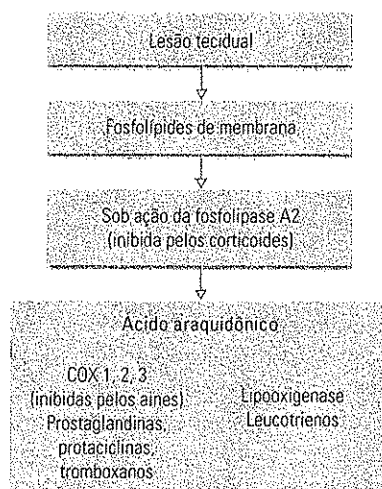 Lesão tecidual
Fosfolípides de membrana
Sob ação da fosfolipase A2
(inibida pelos corticoides)
Ácido araquidônico
COX 1, 2, 3
(inibidas pelos aines)
Prostaglandinas,
protaciclinas,
tromboxanos
Lipooxigenase
Leucotrienos